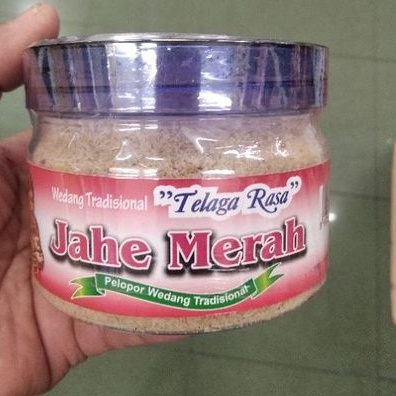 Wedang Tradisional "Telaga Rasa"
Jahe Merah
Pelopor Wedang Tradisional